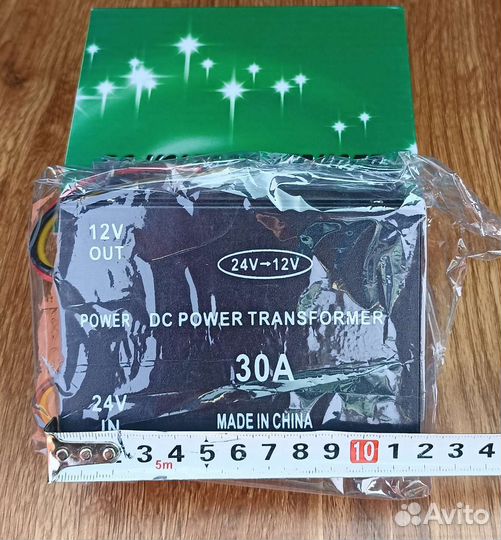 12V
OUT
24V→12V
POWER DC POWER TRANSFORMER
30A
24V
IN
MADE IN CHINA
3 4 5 6 7 8 9 10 1 2 3 4
5m
Avito